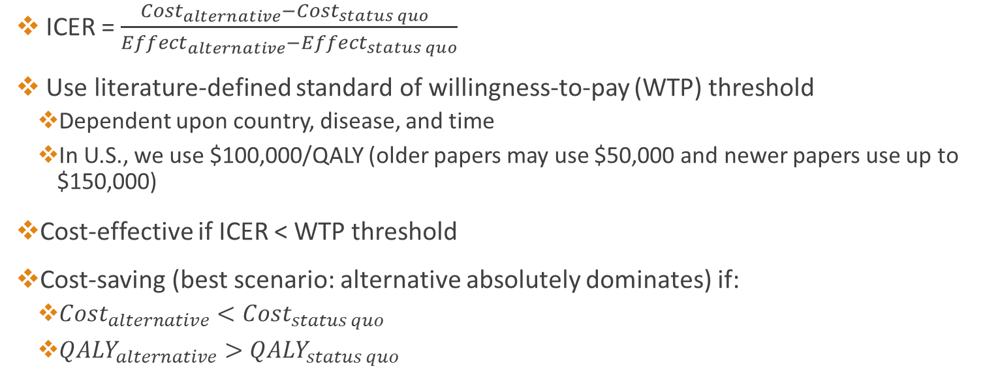 ❖ ICER = \frac{Cost_{alternative}-Cost_{status quo}}{Effect_{alternative}-Effect_{status quo}}
❖ Use literature-defined standard of willingness-to-pay (WTP) threshold
❖Dependent upon country, disease, and time
❖In U.S., we use $100,000/QALY (older papers may use $50,000 and newer papers use up to
$150,000)
❖Cost-effective if ICER < WTP threshold
❖Cost-saving (best scenario: alternative absolutely dominates) if:
❖Cost_{alternative} < Cost_{status quo}
❖QALY_{alternative} > QALY_{status quo}